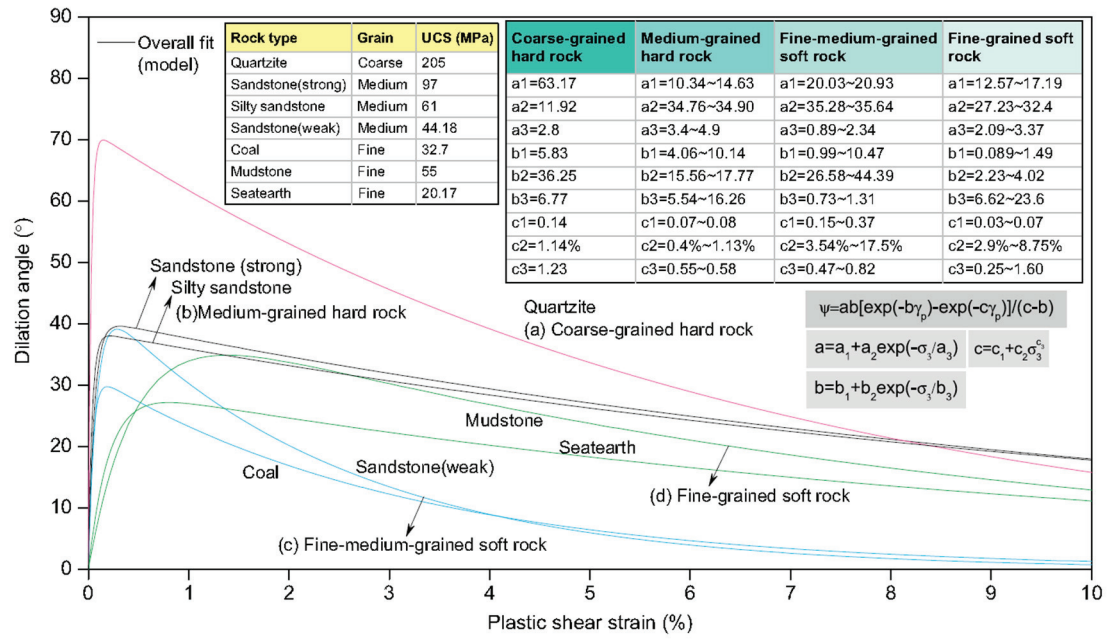 90
80
70
60
50
40
30
20
10
0
Dilation angle (°)
Overall fit
(model)
Rock type Grain UCS (MPa)
Quartzite Coarse 205
Sandstone(strong) Medium 97
Silty sandstone Medium 61
Sandstone(weak) Medium 44.18
Coal Fine 32.7
Mudstone Fine 55
Seatearth Fine 20.17
Coarse-grained hard rock Medium-grained hard rock Fine-medium-grained soft rock Fine-grained soft rock
a1=63.17 a1=10.34~14.63 a1=20.03~20.93 a1=12.57~17.19
a2=11.92 a2=34.76~34.90 a2=35.28~35.64 a2=27.23~32.4
a3=2.8 a3=3.4~4.9 a3=0.89~2.34 a3=2.09~3.37
b1=5.83 b1=4.06~10.14 b1=0.99~10.47 b1=0.089~1.49
b2=36.25 b2=15.56~17.77 b2=26.58~44.39 b2=2.23~4.02
b3=6.77 b3=5.54~16.26 b3=0.73~1.31 b3=6.62~23.6
c1=0.14 c1=0.07~0.08 c1=0.15~0.37 c1=0.03~0.07
c2=1.14% c2=0.4%~1.13% c2=3.54%~17.5% c2=2.9%~8.75%
c3=1.23 c3=0.55~0.58 c3=0.47~0.82 c3=0.25~1.60
Sandstone (strong)
Silty sandstone
(b)Medium-grained hard rock
Quartzite
(a) Coarse-grained hard rock
ψ=ab[exp(-bγₚ)-exp(-cγₚ)]/(c-b)
a=a₁+a₂exp(-σ₃/a₃) c=c₁+c₂σ₃^c₃
b=b₁+b₂exp(-σ₃/b₃)
Mudstone
Seatearth
Coal
Sandstone(weak)
(d) Fine-grained soft rock
(c) Fine-medium-grained soft rock
0 1 2 3 4 5 6 7 8 9 10
Plastic shear strain (%)